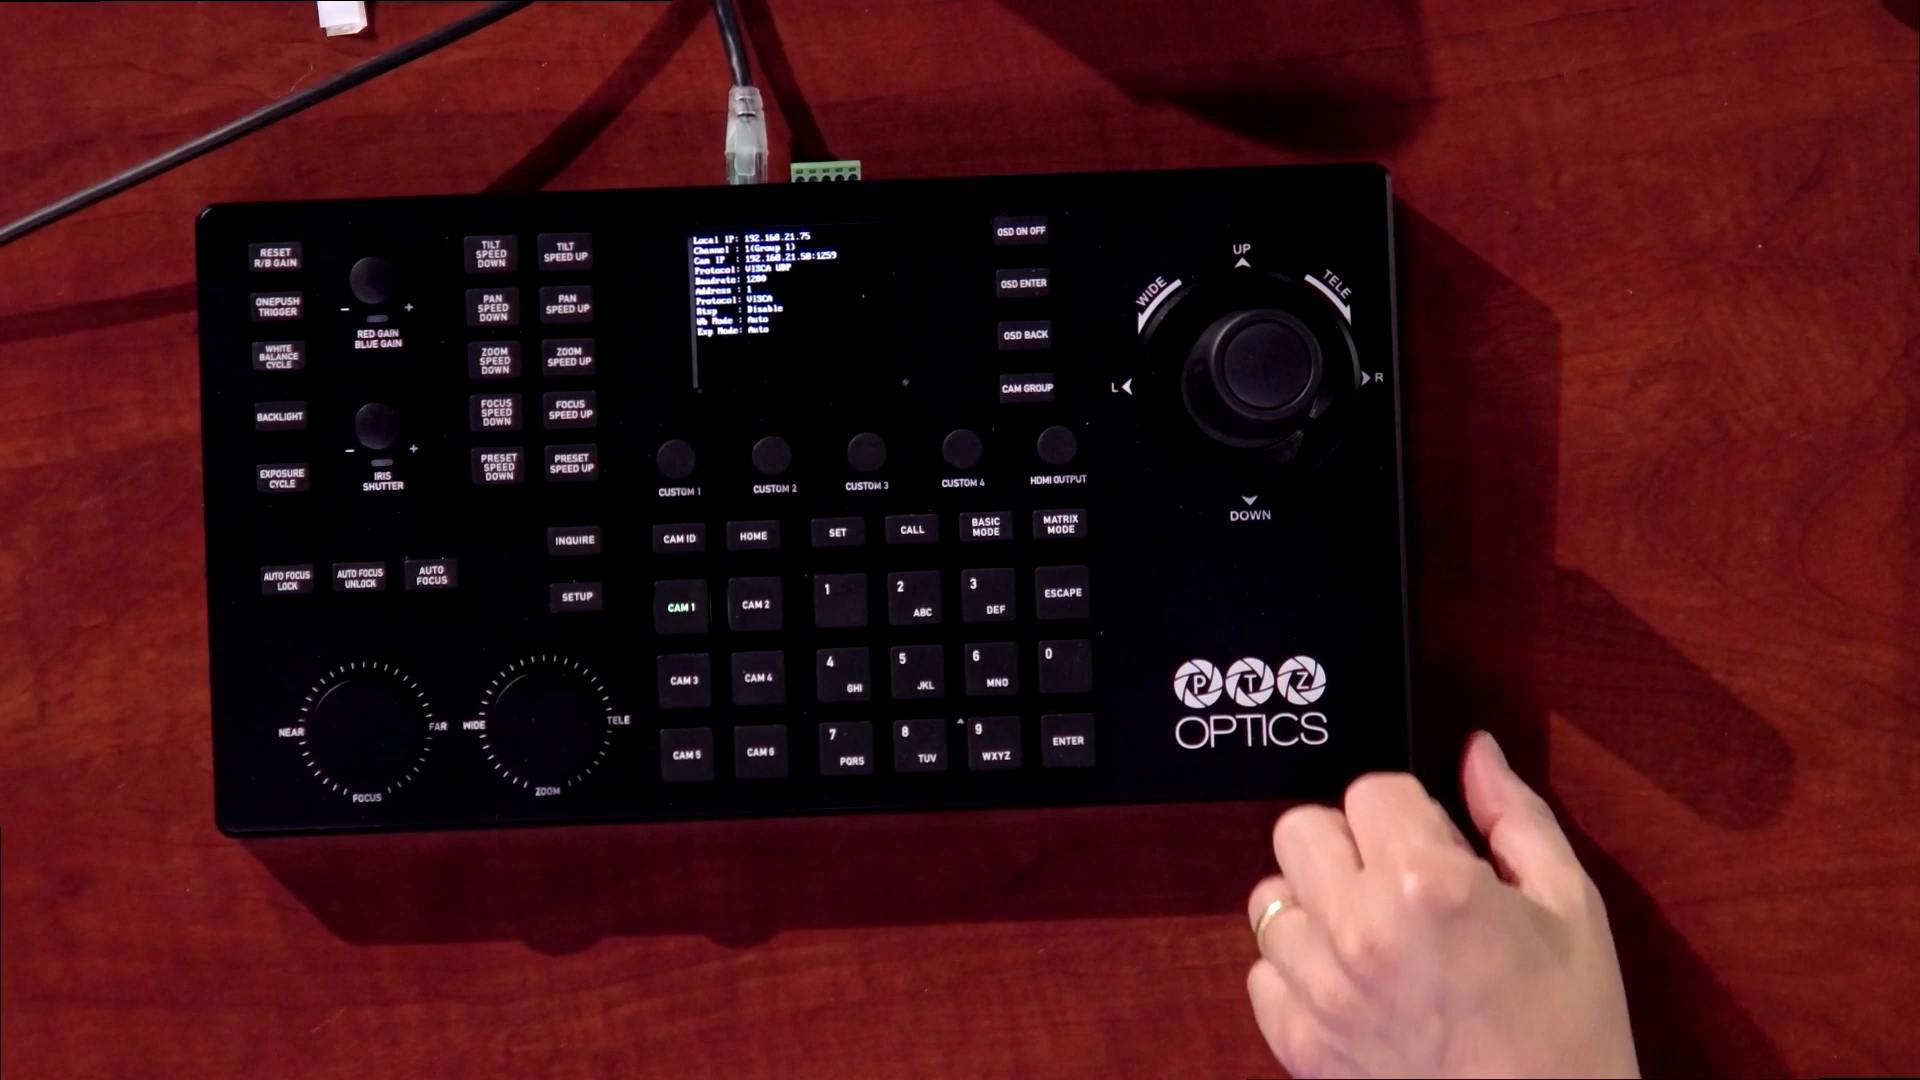 Local IP: 192.168.21.75
Channel : 1(Group 1)
Cam IP : 192.168.21.50:1259
Protocol: VISCA UDP
Baudrate: 1200
Address : 1
Protocol: VISCA
Rtsp : Disable
Wb Mode : Auto
Exp Mode: Auto
RESET
R/B GAIN
ONEPUSH
TRIGGER
WHITE
BALANCE
CYCLE
BACKLIGHT
EXPOSURE
CYCLE
- +
RED GAIN
BLUE GAIN
- +
IRIS
SHUTTER
TILT
SPEED
DOWN
TILT
SPEED UP
PAN
SPEED
DOWN
PAN
SPEED UP
ZOOM
SPEED
DOWN
ZOOM
SPEED UP
FOCUS
SPEED
DOWN
FOCUS
SPEED UP
PRESET
SPEED
DOWN
PRESET
SPEED UP
OSD ON OFF
OSD ENTER
OSD BACK
CAM GROUP
UP
WIDE
TELE
L
R
DOWN
CUSTOM 1
CUSTOM 2
CUSTOM 3
CUSTOM 4
HDMI OUTPUT
AUTO FOCUS
LOCK
AUTO FOCUS
UNLOCK
AUTO
FOCUS
INQUIRE
SETUP
CAM ID
HOME
SET
CALL
BASIC
MODE
MATRIX
MODE
CAM 1
CAM 2
1
2
ABC
3
DEF
ESCAPE
CAM 3
CAM 4
4
GHI
5
JKL
6
MNO
0
CAM 5
CAM 6
7
PQRS
8
TUV
9
WXYZ
ENTER
NEAR
FAR
FOCUS
WIDE
TELE
ZOOM
PTZ
OPTICS